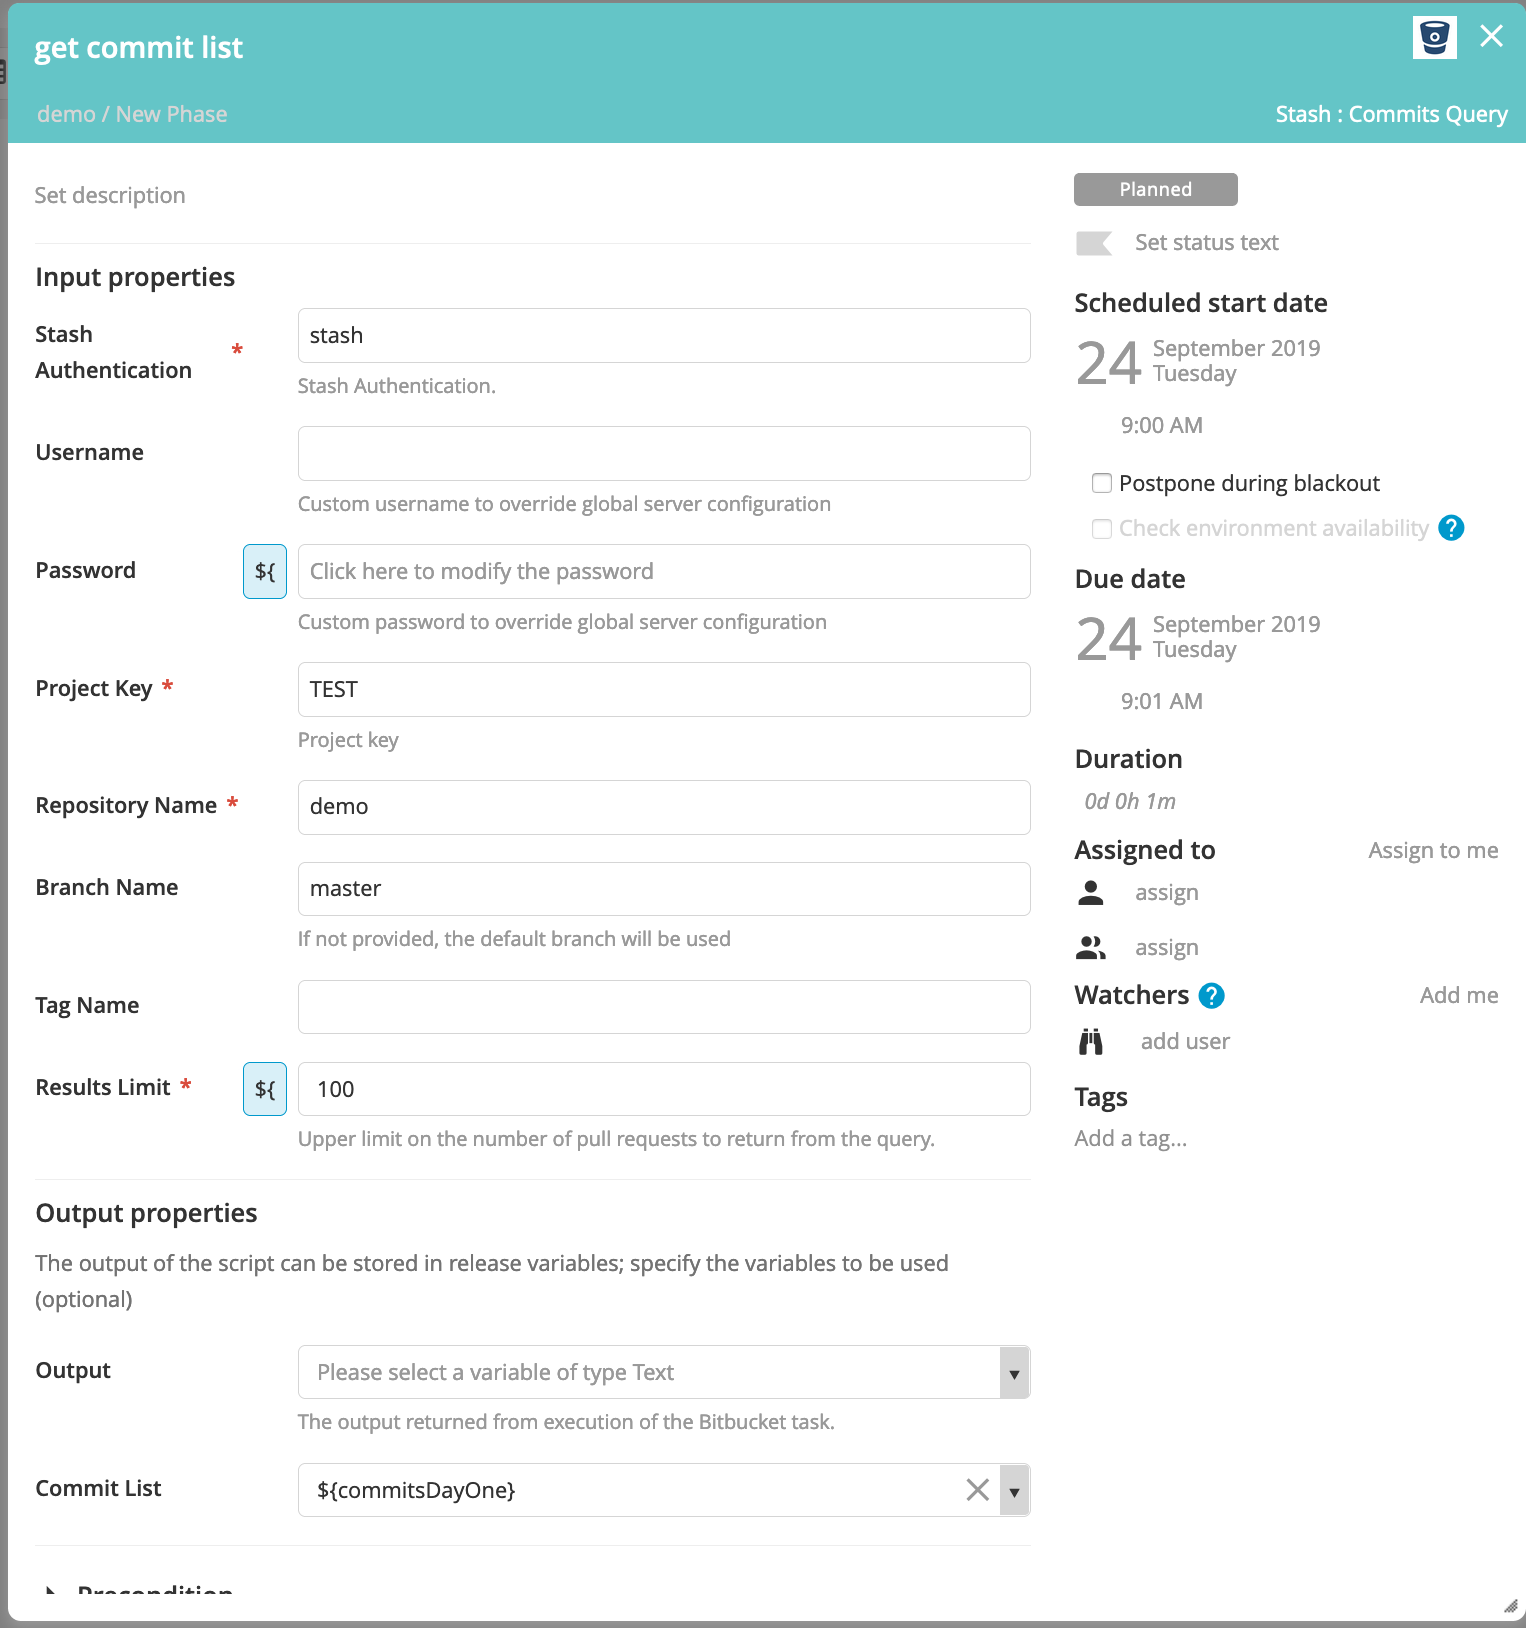 get commit list
demo / New Phase
Stash : Commits Query
Set description
Input properties
Stash
Authentication *
stash
Stash Authentication.
Username
Custom username to override global server configuration
Password
${
Click here to modify the password
Custom password to override global server configuration
Project Key *
TEST
Project key
Repository Name *
demo
Branch Name
master
If not provided, the default branch will be used
Tag Name
Results Limit *
${
100
Upper limit on the number of pull requests to return from the query.
Output properties
The output of the script can be stored in release variables; specify the variables to be used
(optional)
Output
Please select a variable of type Text
The output returned from execution of the Bitbucket task.
Commit List
${commitsDayOne}
Precondition
Planned
Set status text
Scheduled start date
24
September 2019
Tuesday
9:00 AM
Postpone during blackout
Check environment availability ?
Due date
24
September 2019
Tuesday
9:01 AM
Duration
0d 0h 1m
Assigned to
Assign to me
assign
assign
Watchers ?
Add me
add user
Tags
Add a tag...